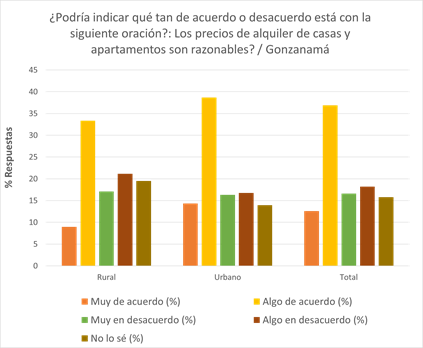 ¿Podría indicar qué tan de acuerdo o desacuerdo está con la
siguiente oración?: Los precios de alquiler de casas y
apartamentos son razonables? / Gonzanamá
% Respuestas
45
40
35
30
25
20
15
10
5
0
Rural
Urbano
Total
Muy de acuerdo (%)
Algo de acuerdo (%)
Muy en desacuerdo (%)
Algo en desacuerdo (%)
No lo sé (%)